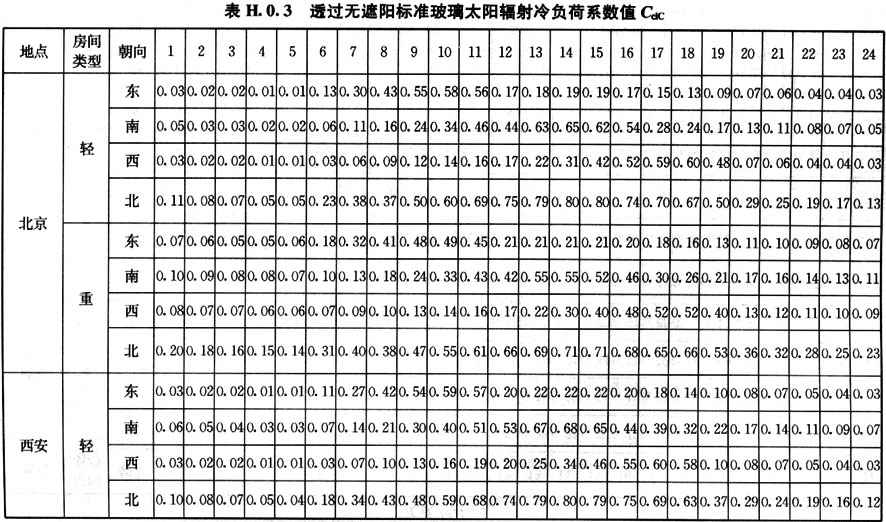 表 H.0.3 透过无遮阳标准玻璃太阳辐射冷负荷系数值 CclC
地点 房间类型 朝向 1 2 3 4 5 6 7 8 9 10 11 12 13 14 15 16 17 18 19 20 21 22 23 24
北京 轻 东 0.03 0.02 0.02 0.01 0.01 0.13 0.30 0.43 0.55 0.58 0.56 0.17 0.18 0.19 0.19 0.17 0.15 0.13 0.09 0.07 0.06 0.04 0.04 0.03
南 0.05 0.03 0.03 0.02 0.02 0.06 0.11 0.16 0.24 0.34 0.46 0.44 0.63 0.65 0.62 0.54 0.28 0.24 0.17 0.13 0.11 0.08 0.07 0.05
西 0.03 0.02 0.02 0.01 0.01 0.03 0.06 0.09 0.12 0.14 0.16 0.17 0.22 0.31 0.42 0.52 0.59 0.60 0.48 0.07 0.06 0.04 0.04 0.03
北 0.11 0.08 0.07 0.05 0.05 0.23 0.38 0.37 0.50 0.60 0.69 0.75 0.79 0.80 0.80 0.74 0.70 0.67 0.50 0.29 0.25 0.19 0.17 0.13
重 东 0.07 0.06 0.05 0.05 0.06 0.18 0.32 0.41 0.48 0.49 0.45 0.21 0.21 0.21 0.21 0.20 0.18 0.16 0.13 0.11 0.10 0.09 0.08 0.07
南 0.10 0.09 0.08 0.08 0.07 0.10 0.13 0.18 0.24 0.33 0.43 0.42 0.55 0.55 0.52 0.46 0.30 0.26 0.21 0.17 0.16 0.14 0.13 0.11
西 0.08 0.07 0.07 0.06 0.06 0.07 0.09 0.10 0.13 0.14 0.16 0.17 0.22 0.30 0.40 0.48 0.52 0.52 0.40 0.13 0.12 0.11 0.10 0.09
北 0.20 0.18 0.16 0.15 0.14 0.31 0.40 0.38 0.47 0.55 0.61 0.66 0.69 0.71 0.71 0.68 0.65 0.66 0.53 0.36 0.32 0.28 0.25 0.23
西安 轻 东 0.03 0.02 0.02 0.01 0.01 0.11 0.27 0.42 0.54 0.59 0.57 0.20 0.22 0.22 0.22 0.20 0.18 0.14 0.10 0.08 0.07 0.05 0.04 0.03
南 0.06 0.05 0.04 0.03 0.03 0.07 0.14 0.21 0.30 0.40 0.51 0.53 0.67 0.68 0.65 0.44 0.39 0.32 0.22 0.17 0.14 0.11 0.09 0.07
西 0.03 0.02 0.02 0.01 0.01 0.03 0.07 0.10 0.13 0.16 0.19 0.20 0.25 0.34 0.46 0.55 0.60 0.58 0.10 0.08 0.07 0.05 0.04 0.03
北 0.10 0.08 0.07 0.05 0.04 0.18 0.34 0.43 0.48 0.59 0.68 0.74 0.79 0.80 0.79 0.75 0.69 0.63 0.37 0.29 0.24 0.19 0.16 0.12